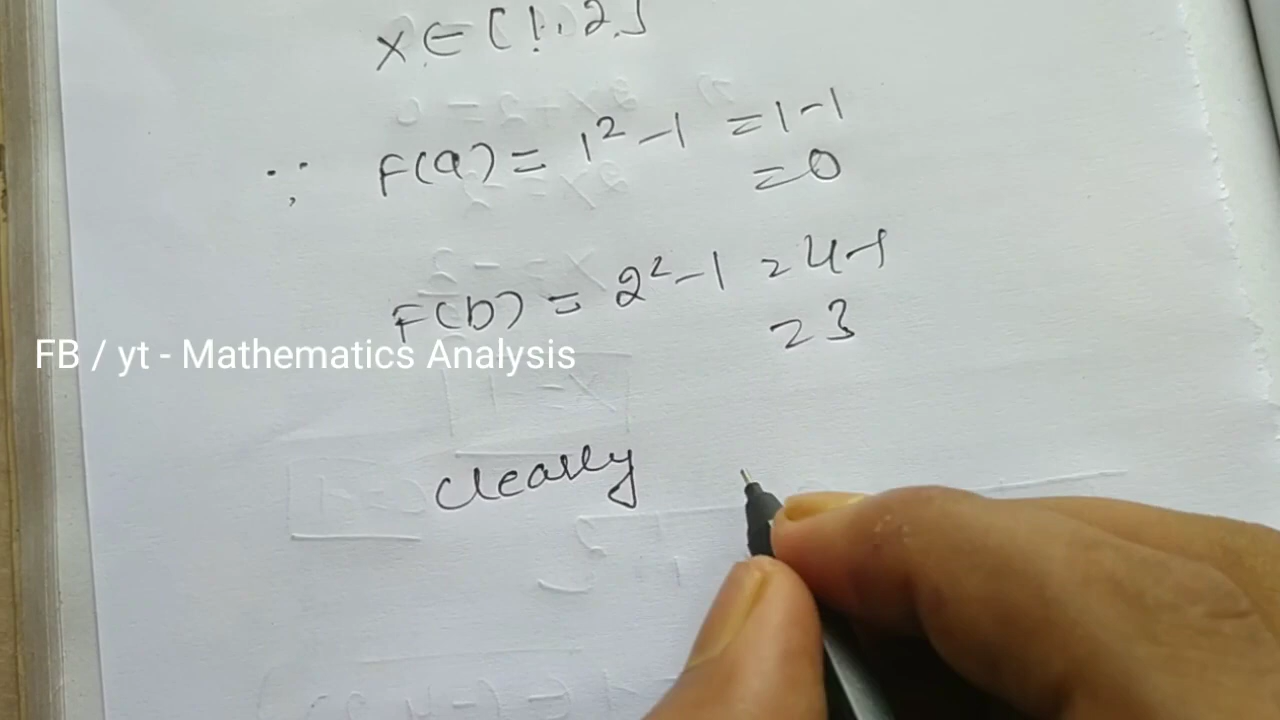 x ∈ [1, 2]
∵ F(a) = 1² - 1 = 1 - 1
= 0
F(b) = 2² - 1 = 4 - 1
= 3
FB / yt - Mathematics Analysis
clearly